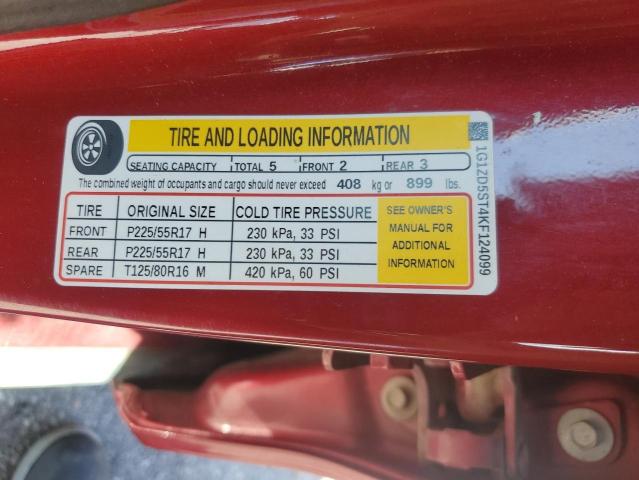 TIRE AND LOADING INFORMATION
SEATING CAPACITY TOTAL 5 FRONT 2 REAR 3
The combined weight of occupants and cargo should never exceed 408 kg or 899 lbs.
TIRE ORIGINAL SIZE COLD TIRE PRESSURE
FRONT P225/55R17 H 230 kPa, 33 PSI
REAR P225/55R17 H 230 kPa, 33 PSI
SPARE T125/80R16 M 420 kPa, 60 PSI
SEE OWNER'S
MANUAL FOR
ADDITIONAL
INFORMATION
1G1ZD5ST4KF124099